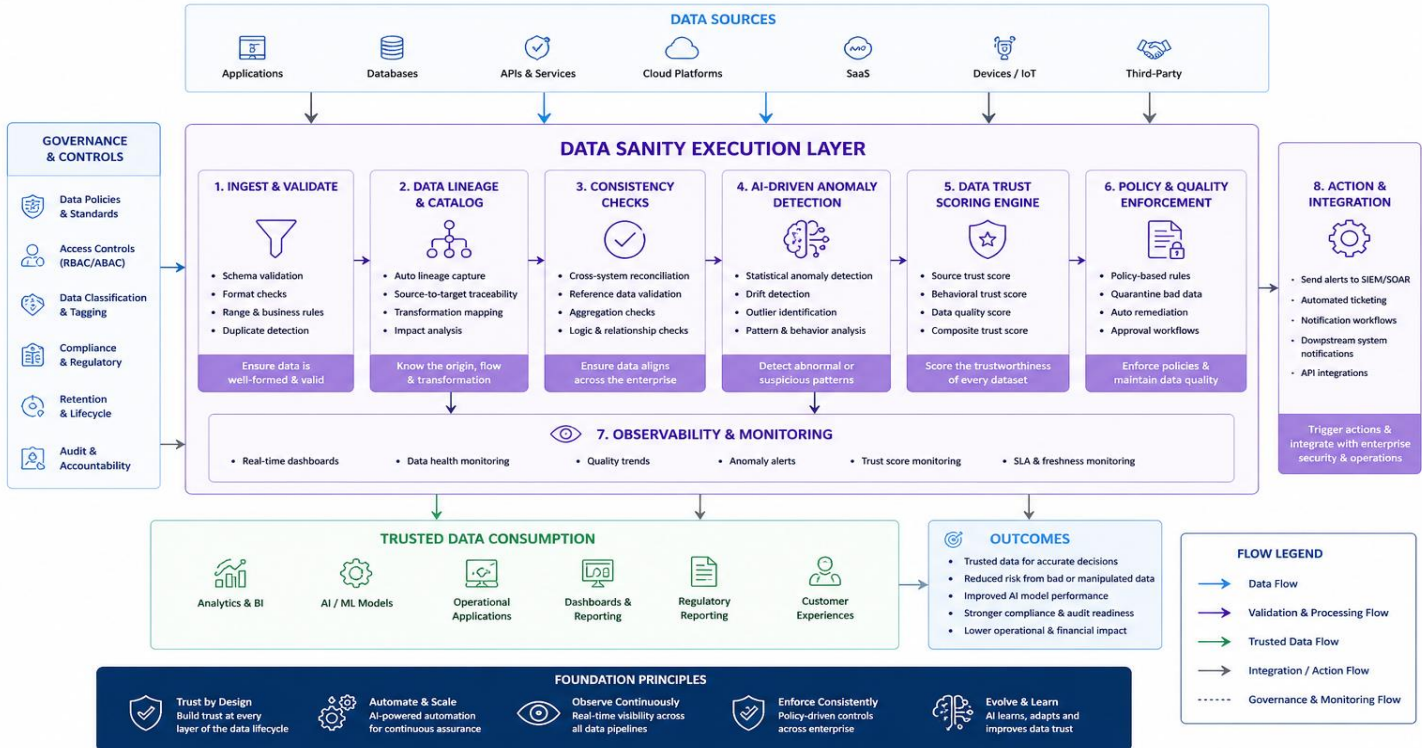 DATA SOURCES
Applications
Databases
APIs & Services
Cloud Platforms
SaaS
Devices / IoT
Third-Party
GOVERNANCE
& CONTROLS
Data Policies
& Standards
Access Controls
(RBAC/ABAC)
Data Classification
& Tagging
Compliance
& Regulatory
Retention
& Lifecycle
Audit &
Accountability
DATA SANITY EXECUTION LAYER
1. INGEST & VALIDATE
• Schema validation
• Format checks
• Range & business rules
• Duplicate detection
Ensure data is
well-formed & valid
2. DATA LINEAGE
& CATALOG
• Auto lineage capture
• Source-to-target traceability
• Transformation mapping
• Impact analysis
Know the origin, flow
& transformation
3. CONSISTENCY
CHECKS
• Cross-system reconciliation
• Reference data validation
• Aggregation checks
• Logic & relationship checks
Ensure data aligns
across the enterprise
4. AI-DRIVEN ANOMALY
DETECTION
• Statistical anomaly detection
• Drift detection
• Outlier identification
• Pattern & behavior analysis
Detect abnormal or
suspicious patterns
5. DATA TRUST
SCORING ENGINE
• Source trust score
• Behavioral trust score
• Data quality score
• Composite trust score
Score the trustworthiness
of every dataset
6. POLICY & QUALITY
ENFORCEMENT
• Policy-based rules
• Quarantine bad data
• Auto remediation
• Approval workflows
Enforce policies &
maintain data quality
7. OBSERVABILITY & MONITORING
• Real-time dashboards
• Data health monitoring
• Quality trends
• Anomaly alerts
• Trust score monitoring
• SLA & freshness monitoring
8. ACTION &
INTEGRATION
• Send alerts to SIEM/SOAR
• Automated ticketing
• Notification workflows
• Dowpstream system
notifications
• API integrations
Trigger actions &
integrate with enterprise
security & operations
TRUSTED DATA CONSUMPTION
Analytics & BI
AI / ML Models
Operational
Applications
Dashboards &
Reporting
Regulatory
Reporting
Customer
Experiences
OUTCOMES
• Trusted data for accurate decisions
• Reduced risk from bad or manipulated data
• Improved AI model performance
• Stronger compliance & audit readiness
• Lower operational & financial impact
FLOW LEGEND
Data Flow
Validation & Processing Flow
Trusted Data Flow
Integration / Action Flow
Governance & Monitoring Flow
FOUNDATION PRINCIPLES
Trust by Design
Build trust at every
layer of the data lifecycle
Automate & Scale
AI-powered automation
for continuous assurance
Observe Continuously
Real-time visibility across
all data pipelines
Enforce Consistently
Policy-driven controls
across enterprise
Evolve & Learn
AI learns, adapts and
improves data trust